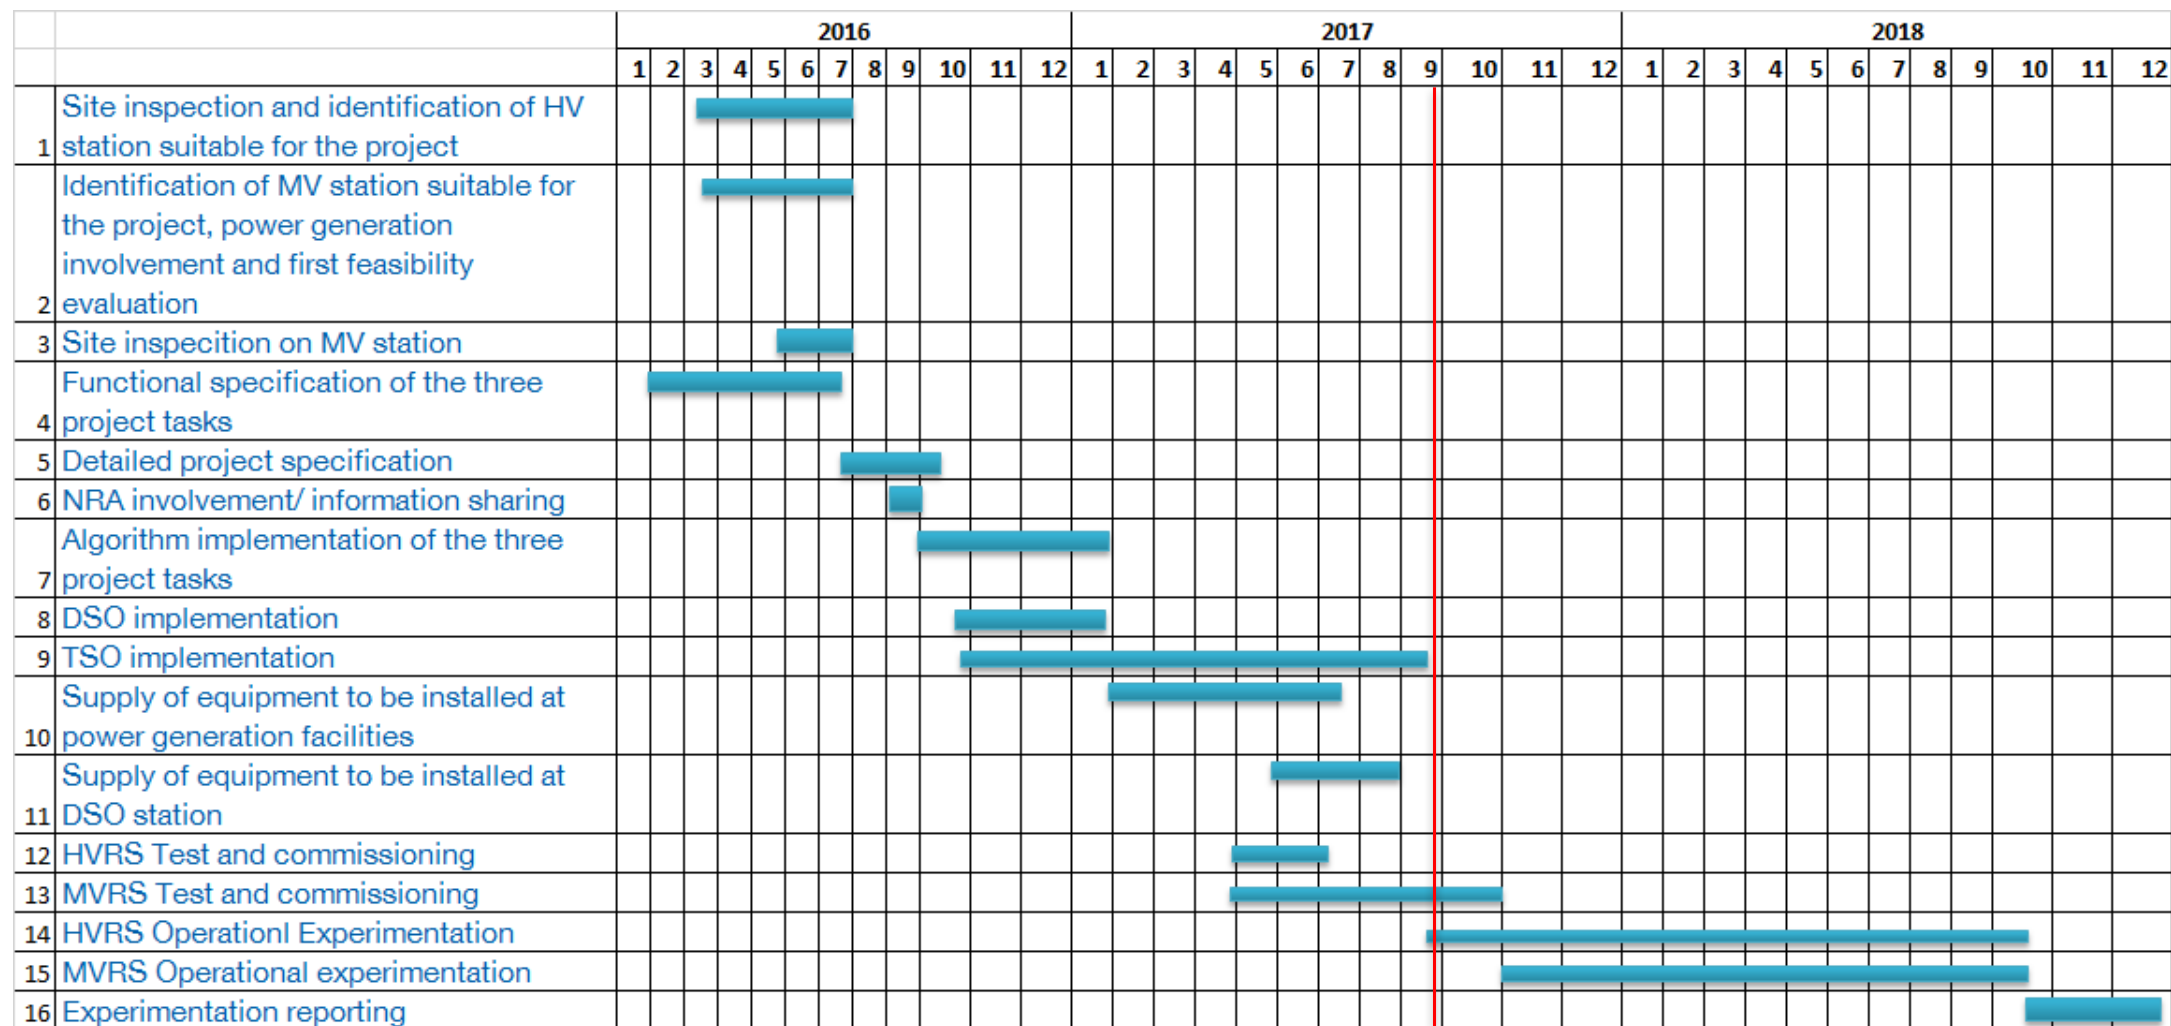 2016 2017 2018
1 2 3 4 5 6 7 8 9 10 11 12 1 2 3 4 5 6 7 8 9 10 11 12 1 2 3 4 5 6 7 8 9 10 11 12
Site inspection and identification of HV
1 station suitable for the project
Identification of MV station suitable for
the project, power generation
involvement and first feasibility
2 evaluation
3 Site inspecition on MV station
Functional specification of the three
4 project tasks
5 Detailed project specification
6 NRA involvement/ information sharing
Algorithm implementation of the three
7 project tasks
8 DSO implementation
9 TSO implementation
Supply of equipment to be installed at
10 power generation facilities
Supply of equipment to be installed at
11 DSO station
12 HVRS Test and commissioning
13 MVRS Test and commissioning
14 HVRS Operationl Experimentation
15 MVRS Operational experimentation
16 Experimentation reporting